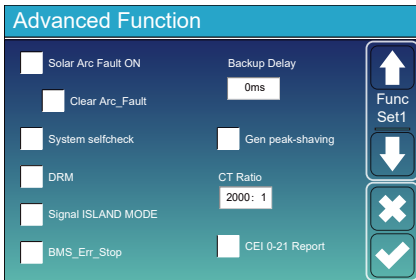 Advanced Function
Solar Arc Fault ON
Backup Delay
0ms
Clear Arc_Fault
Func
Set1
System selfcheck
Gen peak-shaving
DRM
CT Ratio
2000: 1
Signal ISLAND MODE
BMS_Err_Stop
CEI 0-21 Report